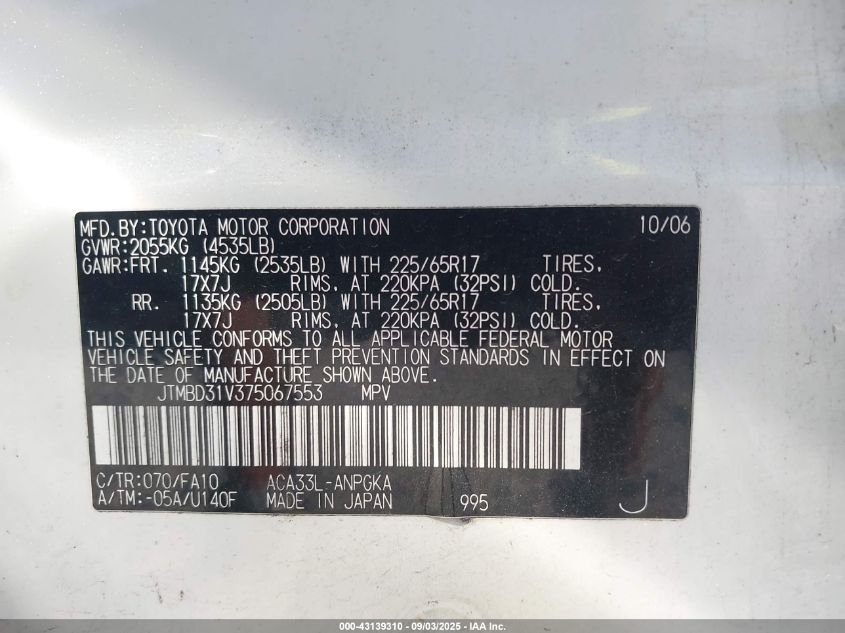 MFD.BY:TOYOTA MOTOR CORPORATION 10/06
GVWR:2055KG (4535LB)
GAWR:FRT. 1145KG (2535LB) WITH 225/65R17 TIRES,
17X7J RIMS, AT 220KPA (32PSI) COLD.
RR. 1135KG (2505LB) WITH 225/65R17 TIRES,
17X7J RIMS, AT 220KPA (32PSI) COLD.
THIS VEHICLE CONFORMS TO ALL APPLICABLE FEDERAL MOTOR
VEHICLE SAFETY AND THEFT PREVENTION STANDARDS IN EFFECT ON
THE DATE OF MANUFACTURE SHOWN ABOVE.
JTMBD31V375067553 MPV
C/TR:070/FA10 ACA33L-ANPGKA
A/TM:-05A/U140F MADE IN JAPAN 995 J
000-43139310 - 09/03/2025 - IAA Inc.